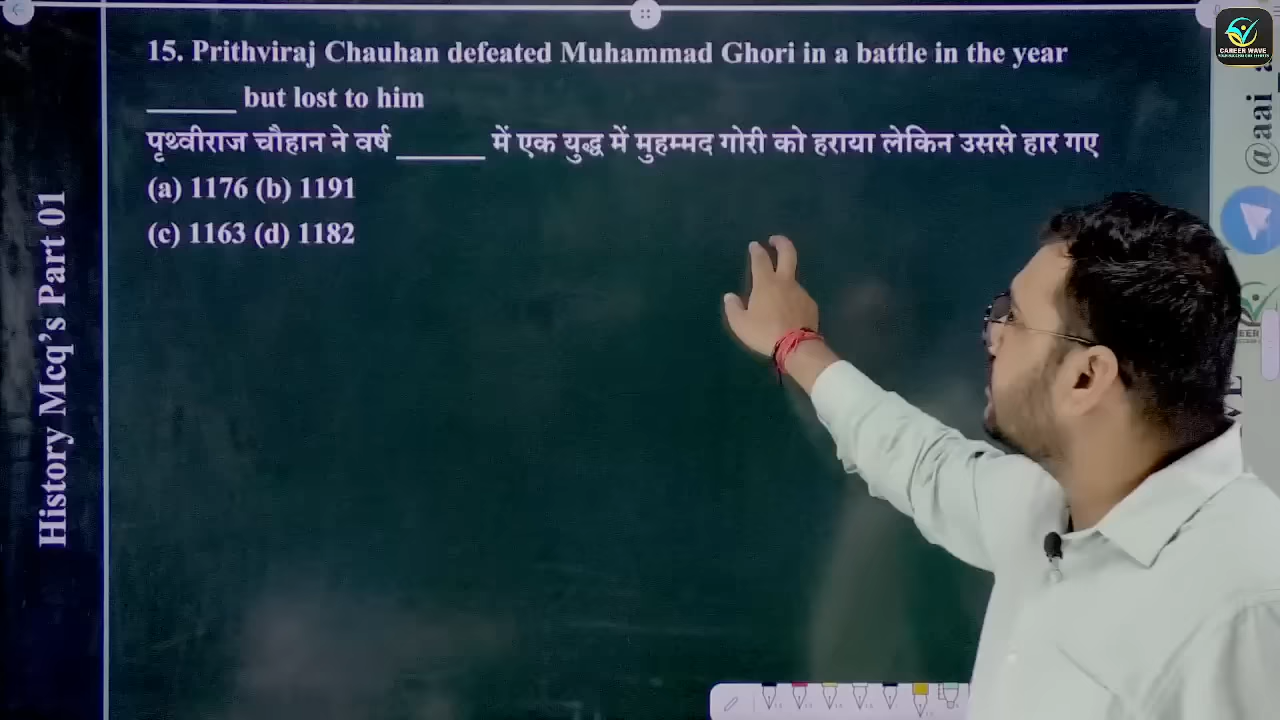 15. Prithviraj Chauhan defeated Muhammad Ghori in a battle in the year
______ but lost to him
पृथ्वीराज चौहान ने वर्ष ______ में एक युद्ध में मुहम्मद गोरी को हराया लेकिन उससे हार गए
(a) 1176 (b) 1191
(c) 1163 (d) 1182
History Mcq's Part 01
CAREER WAVE